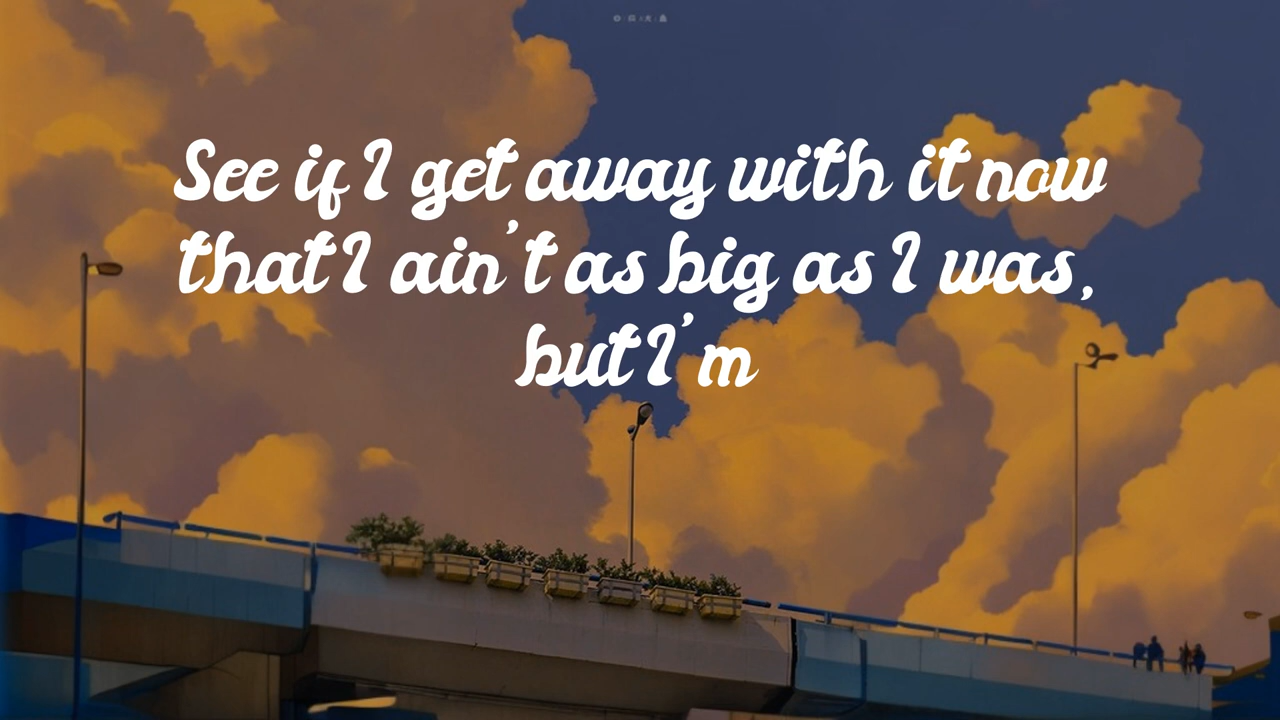 See if I get away with it now
that I ain't as big as I was,
but I'm